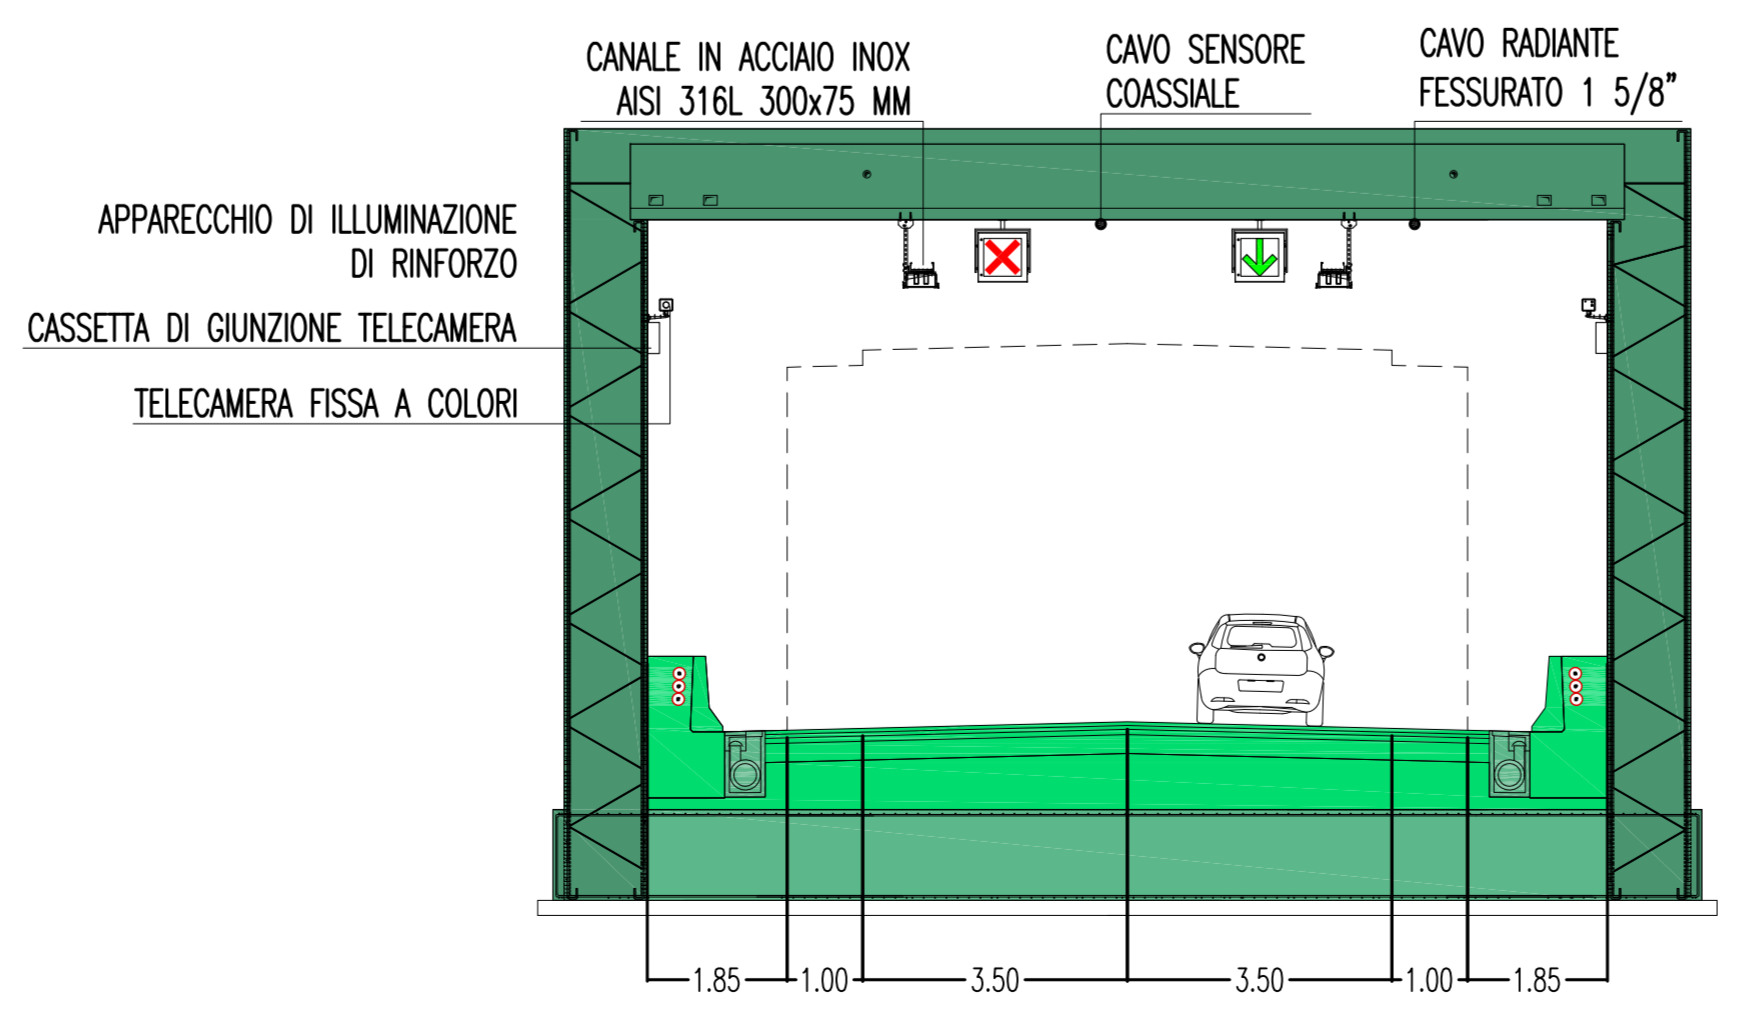 CANALE IN ACCIAIO INOX
AISI 316L 300x75 MM
CAVO SENSORE
COASSIALE
CAVO RADIANTE
FESSURATO 1 5/8"
APPARECCHIO DI ILLUMINAZIONE
DI RINFORZO
CASSETTA DI GIUNZIONE TELECAMERA
TELECAMERA FISSA A COLORI
1.85 1.00 3.50 3.50 1.00 1.85